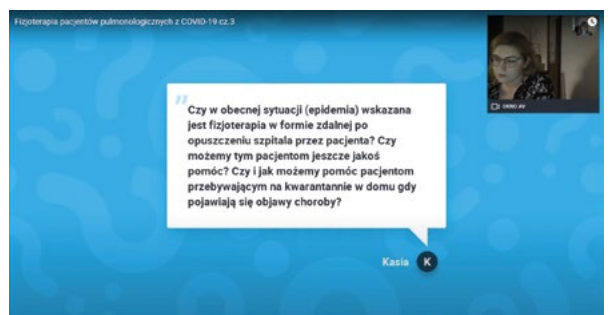 Fizjoterapia pacjentów pulmonologicznych z COVID-19 cz.3
Czy w obecnej sytuacji (epidemia) wskazana
jest fizjoterapia w formie zdalnej po
opuszczeniu szpitala przez pacjenta? Czy
możemy tym pacjentom jeszcze jakoś
pomóc? Czy i jak możemy pomóc pacjentom
przebywającym na kwarantannie w domu gdy
pojawiają się objawy choroby?
Kasia K
OKNO AV